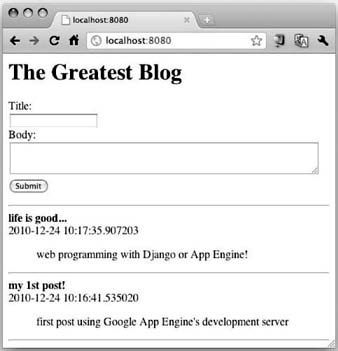 localhost:8080
localhost:8080
The Greatest Blog
Title:
Body:
Submit
life is good...
2010-12-24 10:17:35.907203
web programming with Django or App Engine!
my 1st post!
2010-12-24 10:16:41.535020
first post using Google App Engine's development server